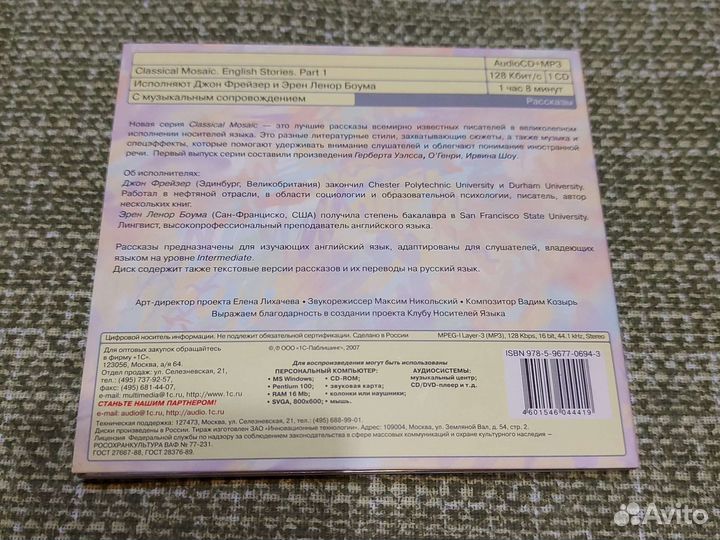 Classical Mosaic. English Stories. Part 1
AudioCD+MP3
Исполняют Джон Фрейзер и Эрен Ленор Боума
128 Кбит/с
1 CD
С музыкальным сопровождением
1 час 8 минут
Рассказы
Новая серия Classical Mosaic — это лучшие рассказы всемирно известных писателей в великолепном
исполнении носителей языка. Это разные литературные стили, захватывающие сюжеты, а также музыка и
спецэффекты, которые помогают удерживать внимание слушателей и облегчают понимание иностранной
речи. Первый выпуск серии составили произведения Герберта Уэлсса, О'Генри, Ирвина Шоу.
Об исполнителях:
Джон Фрейзер (Эдинбург, Великобритания) закончил Chester Polytechnic University и Durham University.
Работал в нефтяной отрасли, в области социологии и образовательной психологии, писатель, автор
нескольких книг.
Эрен Ленор Боума (Сан-Франциско, США) получила степень бакалавра в San Francisco State University.
Лингвист, высокопрофессиональный преподаватель английского языка.
Рассказы предназначены для изучающих английский язык, адаптированы для слушателей, владеющих
языком на уровне Intermediate.
Диск содержит также текстовые версии рассказов и их переводы на русский язык.
Арт-директор проекта Елена Лихачева • Звукорежиссер Максим Никольский • Композитор Вадим Козырь
Выражаем благодарность в создании проекта Клубу Носителей Языка
Цифровой носитель информации. Не подлежит обязательной сертификации. Сделано в России
MPEG-I Layer-3 (MP3), 128 Kbps, 16 bit, 44.1 kHz, Stereo
Для оптовых закупок обращайтесь
в фирму "1С".
123056, Москва, а/я 64.
Отдел продаж: ул. Селезневская, 21,
тел.: (495) 737-92-57,
факс: (495) 681-44-07,
e-mail: multimedia@1c.ru, http://www.1c.ru
СТАНЬТЕ НАШИМ ПАРТНЕРОМ!
e-mail: audio@1c.ru, http://audio.1c.ru
©, ℗ ООО «1С-Паблишинг», 2007
Для воспроизведения могут быть использованы
ПЕРСОНАЛЬНЫЙ КОМПЬЮТЕР:
• MS Windows;
• Pentium 100;
• RAM 16 Mb;
• SVGA, 800x600;
• CD-ROM;
• звуковая карта;
• колонки или наушники;
• мышь.
АУДИОСИСТЕМЫ:
музыкальный центр,
CD/DVD-плеер и т.д.
ISBN 978-5-9677-0694-3
4601546044419
Техническая поддержка: 127473, Москва, ул. Селезневская, 21, тел.: (495) 688-99-01.
Диски произведены в России. Тираж изготовлен ЗАО «Инновационные технологии». Адрес: 109004, Москва, ул. Земляной Вал, д. 54, стр. 2.
Лицензия Федеральной службы по надзору за соблюдением законодательства в сфере массовых коммуникаций и охране культурного наследия –
РОСОХРАНКУЛЬТУРА ВАФ № 77-231.
ГОСТ 27667-88, ГОСТ 28376-89.
Avito